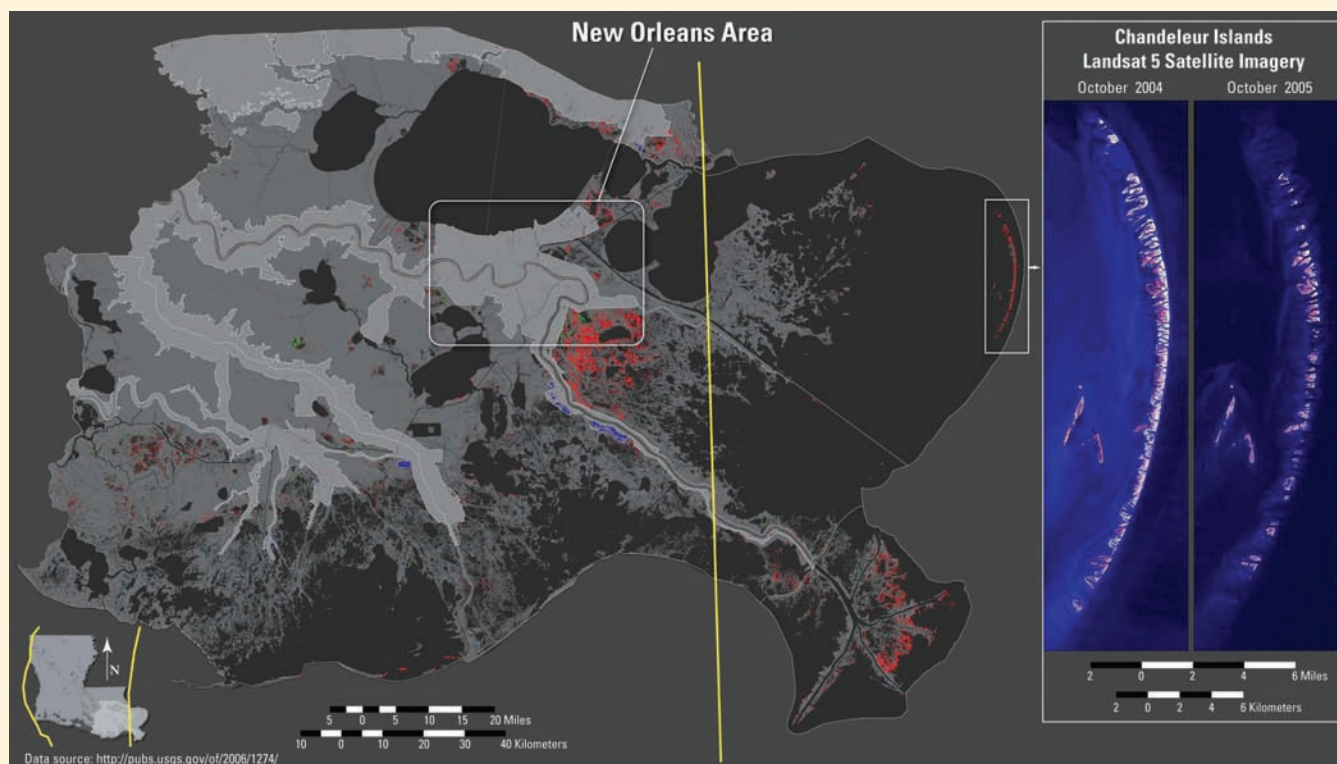 New Orleans Area
Chandeleur Islands
Landsat 5 Satellite Imagery
October 2004
October 2005
N
5 0 5 10 15 20 Miles
10 0 10 20 30 40 Kilometers
2 0 2 4 6 Miles
2 0 2 4 6 Kilometers
Data source: http://pubs.usgs.gov/of/2006/1274/